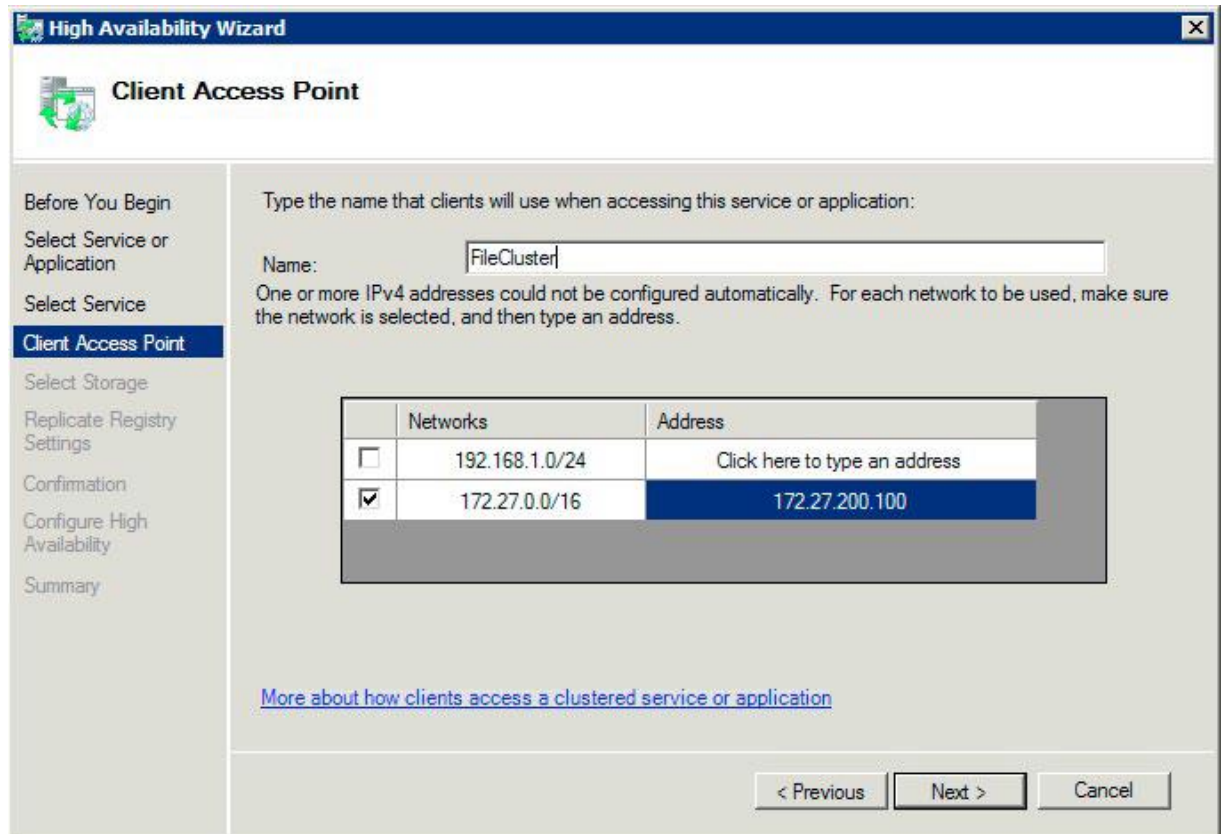 High Availability Wizard
Client Access Point
Before You Begin
Select Service or
Application
Select Service
Client Access Point
Select Storage
Replicate Registry
Settings
Confirmation
Configure High
Availability
Summary
Type the name that clients will use when accessing this service or application:
Name: FileCluster
One or more IPv4 addresses could not be configured automatically. For each network to be used, make sure
the network is selected, and then type an address.
Networks Address
192.168.1.0/24 Click here to type an address
172.27.0.0/16 172.27.200.100
More about how clients access a clustered service or application
< Previous Next > Cancel